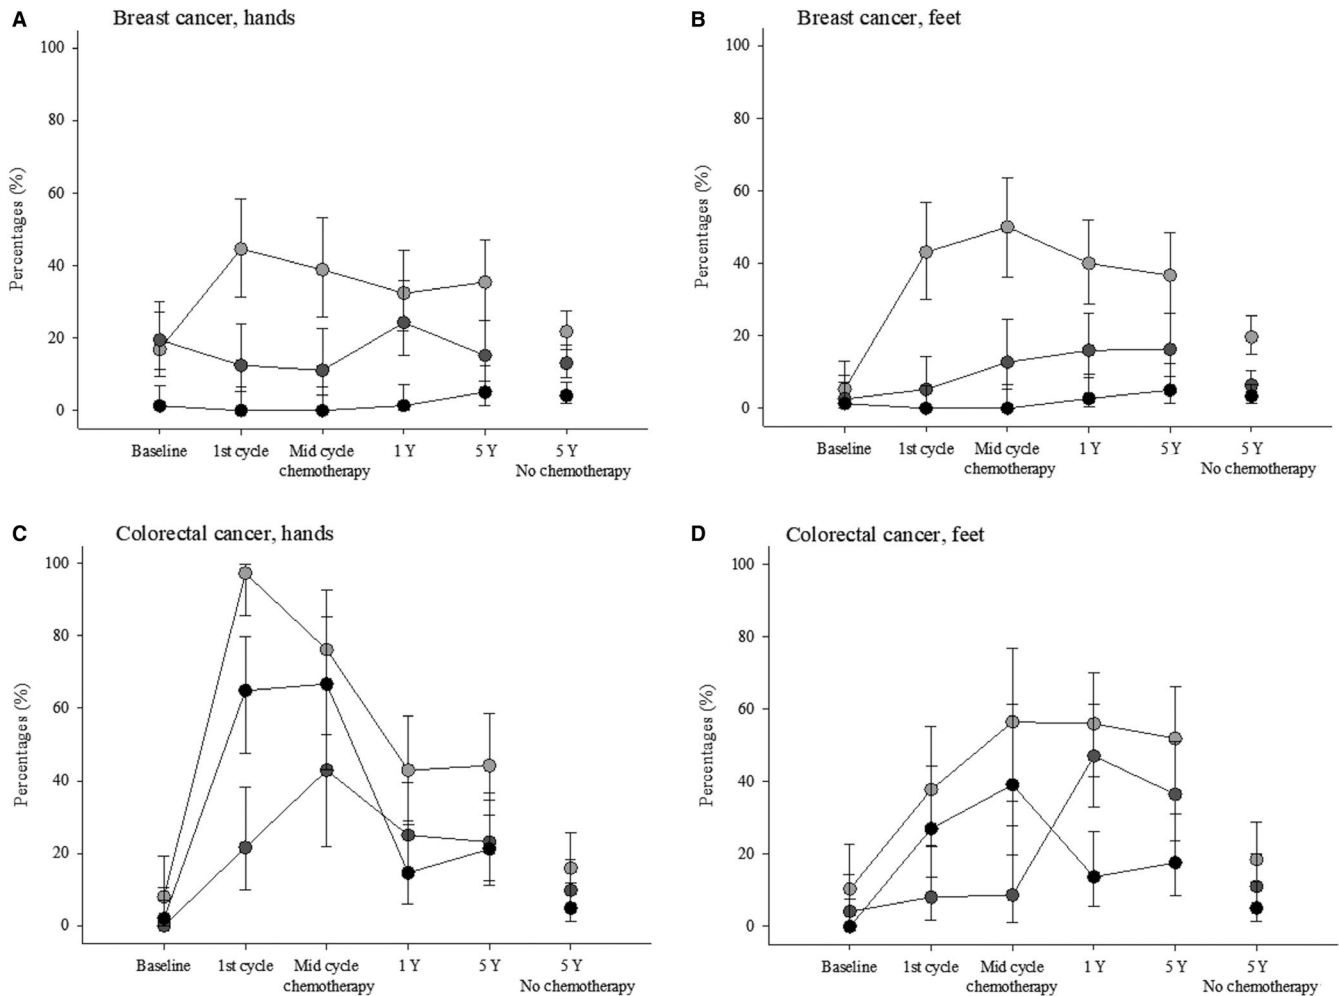 A
Breast cancer, hands
Percentages (%)
100
80
60
40
20
0
Baseline
1st cycle
Mid cycle
chemotherapy
1 Y
5 Y
5 Y
No chemotherapy
B
Breast cancer, feet
Percentages (%)
100
80
60
40
20
0
Baseline
1st cycle
Mid cycle
chemotherapy
1 Y
5 Y
5 Y
No chemotherapy
C
Colorectal cancer, hands
Percentages (%)
100
80
60
40
20
0
Baseline
1st cycle
Mid cycle
chemotherapy
1 Y
5 Y
5 Y
No chemotherapy
D
Colorectal cancer, feet
Percentages (%)
100
80
60
40
20
0
Baseline
1st cycle
Mid cycle
chemotherapy
1 Y
5 Y
5 Y
No chemotherapy